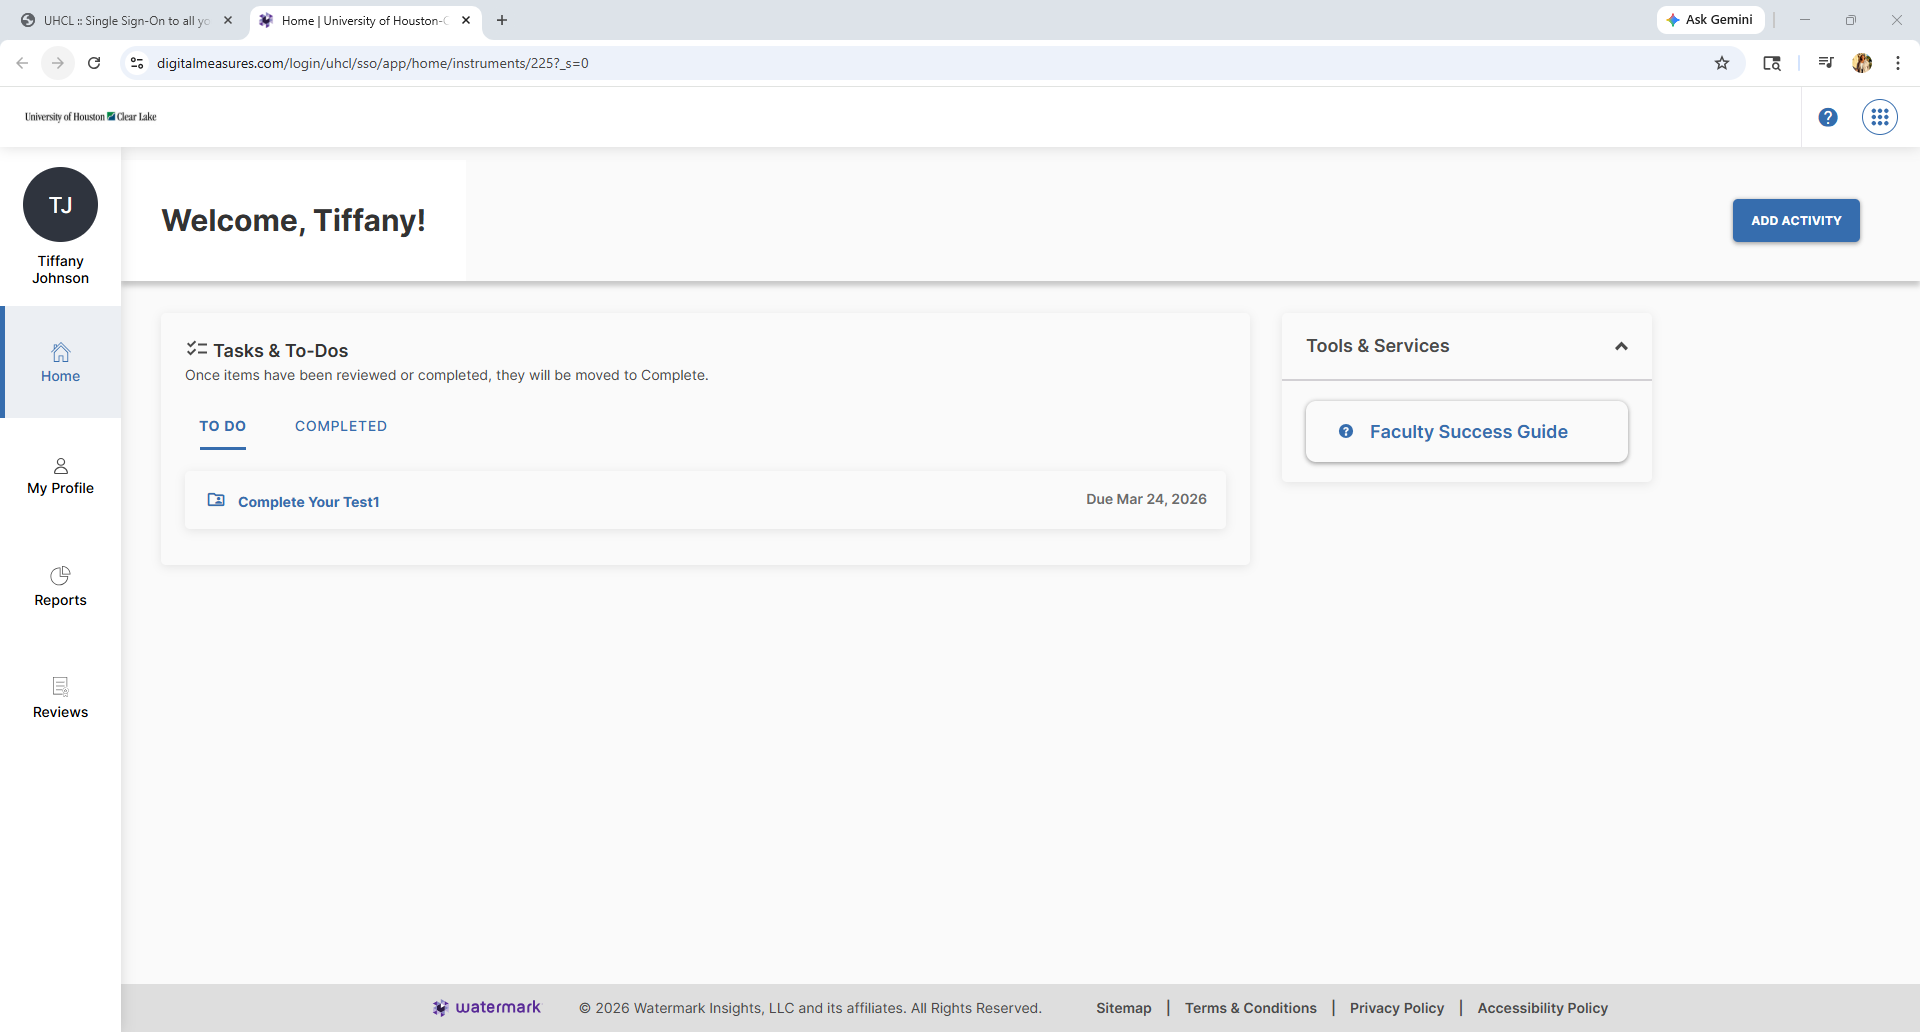 UHCL :: Single Sign-On to all yo
Home | University of Houston-C
Ask Gemini
digitalmeasures.com/login/uhcl/sso/app/home/instruments/225?_s=0
University of Houston Clear Lake
?
TJ
Tiffany
Johnson
Welcome, Tiffany!
ADD ACTIVITY
Home
My Profile
Reports
Reviews
Tasks & To-Dos
Once items have been reviewed or completed, they will be moved to Complete.
TO DO
COMPLETED
Complete Your Test1
Due Mar 24, 2026
Tools & Services
? Faculty Success Guide
watermark
© 2026 Watermark Insights, LLC and its affiliates. All Rights Reserved.
Sitemap | Terms & Conditions | Privacy Policy | Accessibility Policy